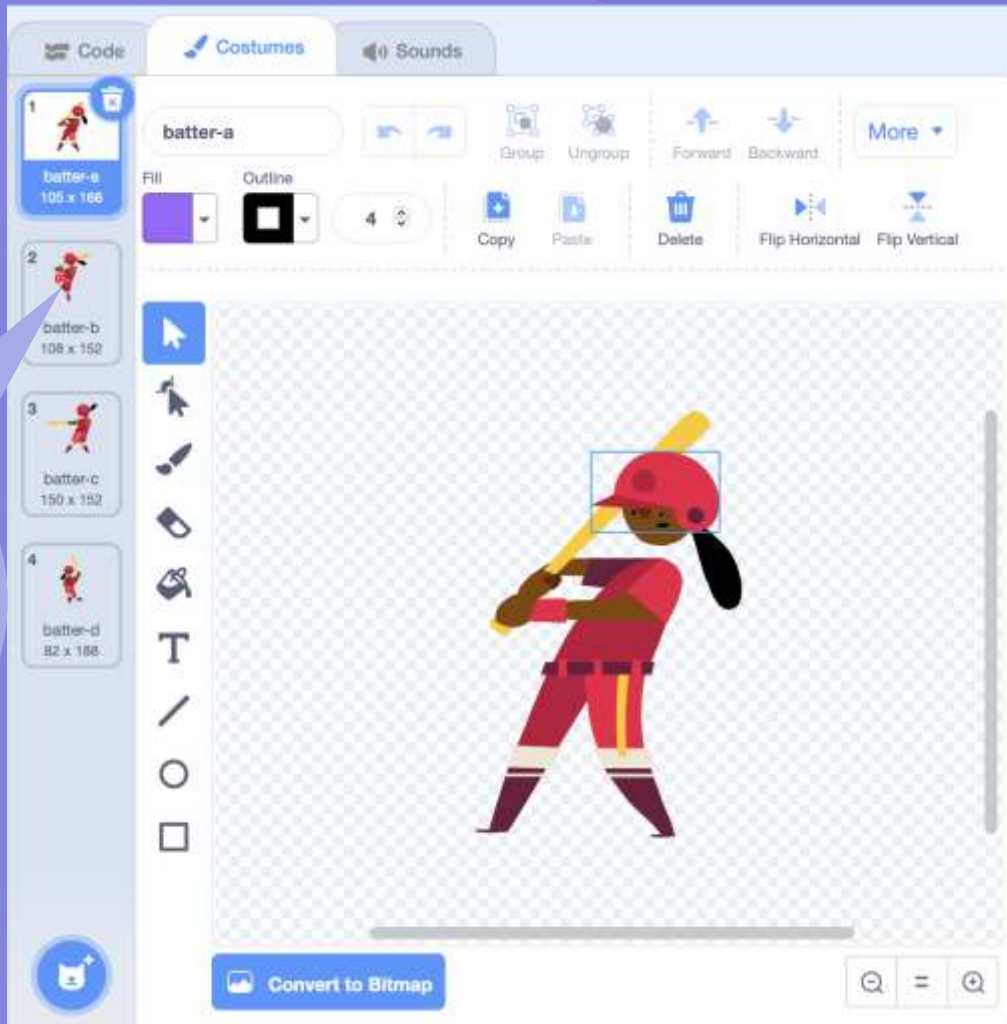 Code
Costumes
Sounds
1
batter-a
105 x 166
2
batter-b
108 x 152
3
batter-c
150 x 152
4
batter-d
82 x 188
batter-a
Group
Ungroup
Forward
Backward
More
Fill
Outline
4
Copy
Paste
Delete
Flip Horizontal
Flip Vertical
T
Convert to Bitmap
=